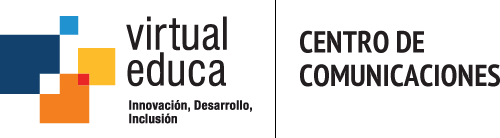 virtual
educa
Innovación, Desarrollo,
Inclusión
CENTRO DE
COMUNICACIONES